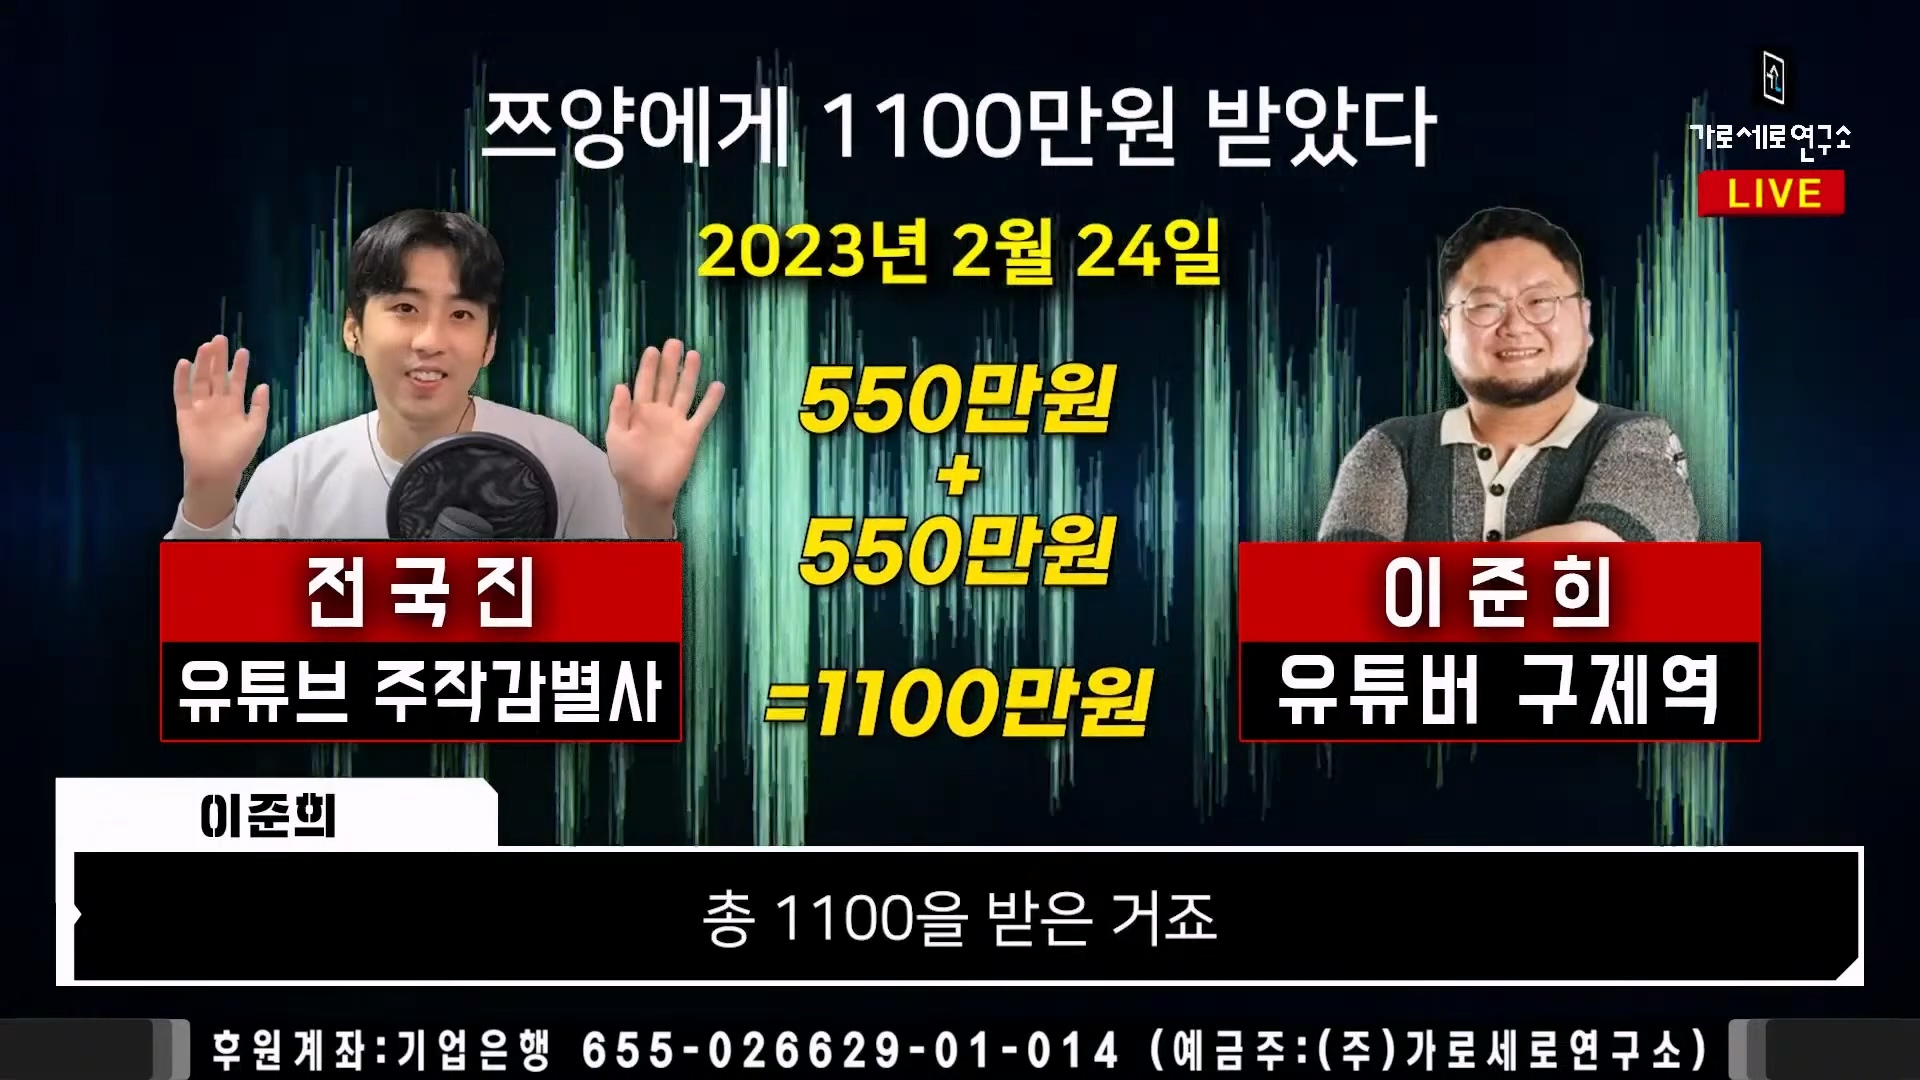 쯔양에게 1100만원 받았다
가로세로연구소
LIVE
2023년 2월 24일
550만원
+
550만원
=1100만원
전국진
유튜브 주작감별사
이준희
유튜버 구제역
이준희
총 1100을 받은 거죠
후원계좌:기업은행 655-026629-01-014 (예금주:(주)가로세로연구소)